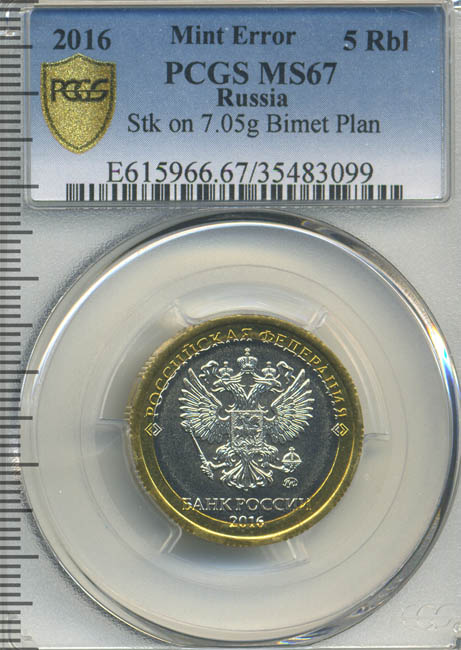 2016 Mint Error 5 Rbl
PCGS
PCGS MS67
Russia
Stk on 7.05g Bimet Plan
E615966.67/35483099
РОССИЙСКАЯ ФЕДЕРАЦИЯ
БАНК РОССИИ
2016